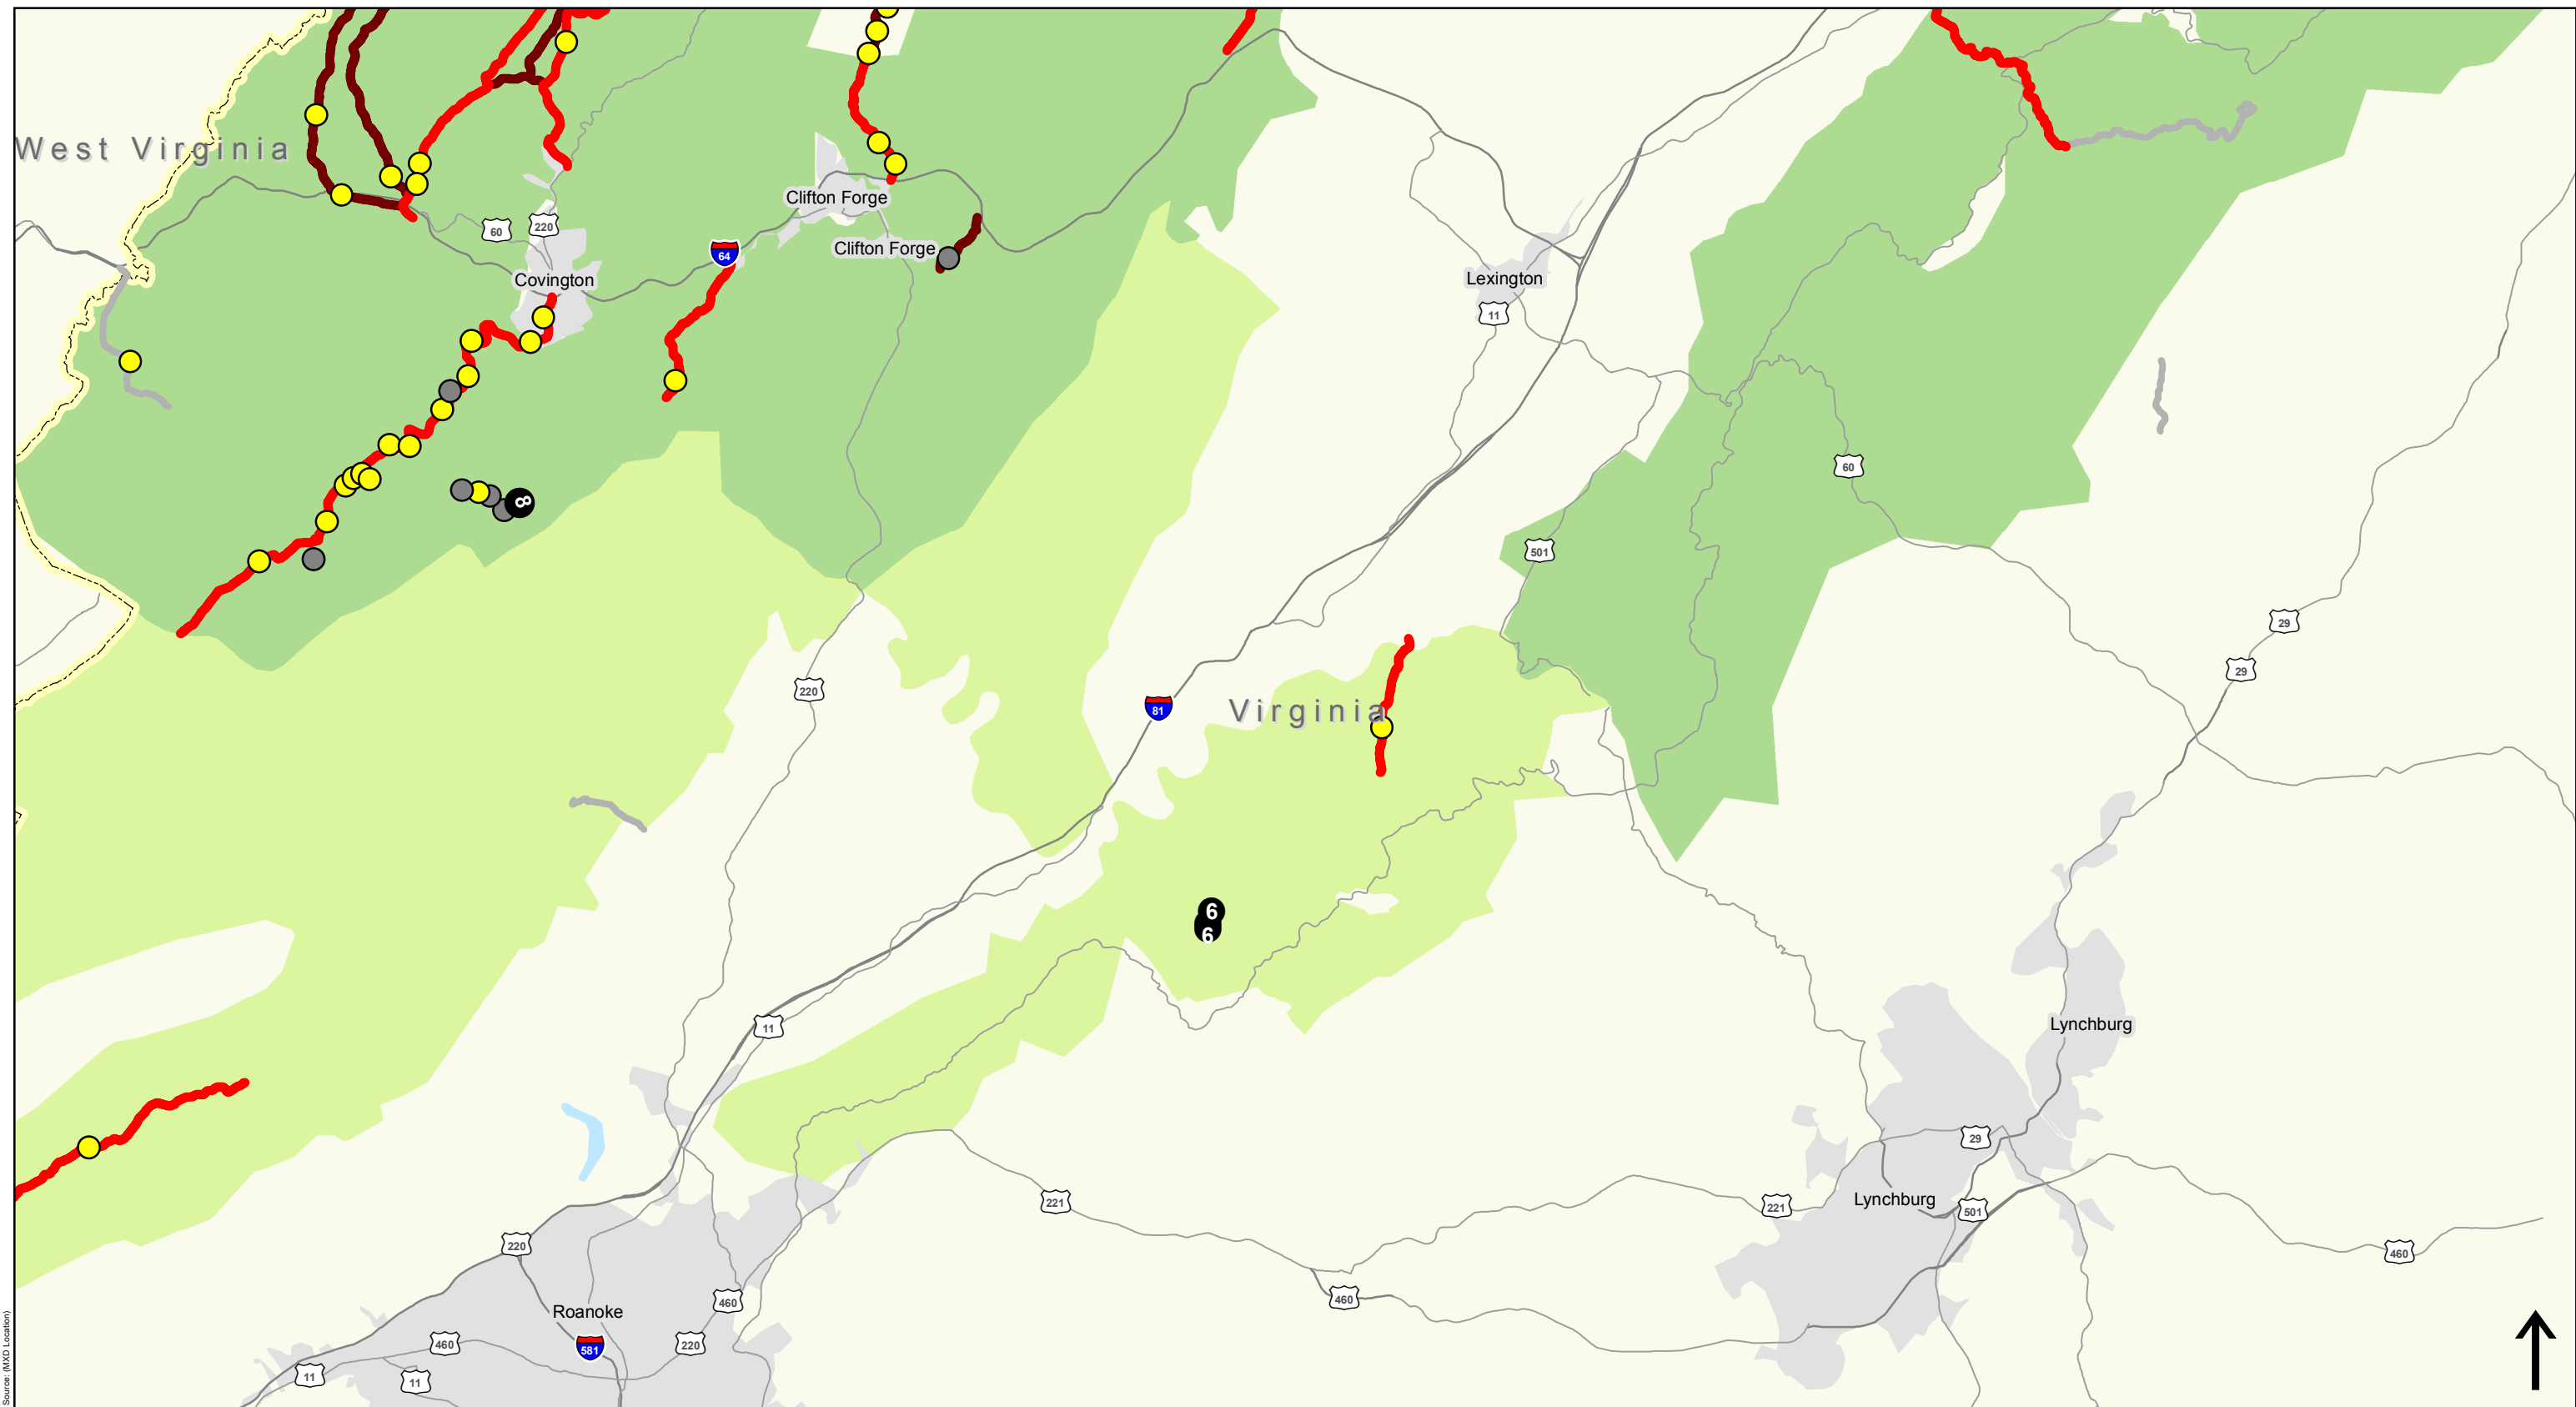 West Virginia
Clifton Forge
60
220
Clifton Forge
64
Covington
Lexington
11
60
501
29
29
220
81
Virginia
6
6
8
11
Lynchburg
29
221
221
Lynchburg
501
220
460
460
460
Roanoke
460
220
581
11
11
Source: (MXD Location)